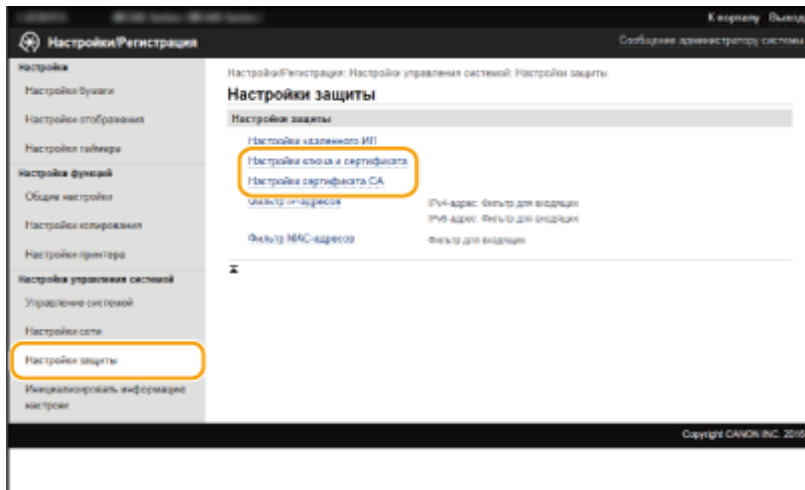 К порталу Выход
Настройки/Регистрация
Сообщение администратору системы
Настройки
Настройки бумаги
Настройки отображения
Настройки таймера
Настройки функций
Общие настройки
Настройки копирования
Настройки принтера
Настройки управления системой
Управление системой
Настройки сети
Настройки защиты
Инициализировать информацию
настроек
Настройки/Регистрация: Настройки управления системой: Настройки защиты
Настройки защиты
Настройки защиты
Настройки удаленного ИП
Настройки ключа и сертификата
Настройки сертификата CA
Фильтр IP-адресов
IPv4-адрес: Фильтр для входящих
IPv6-адрес: Фильтр для входящих
Фильтр MAC-адресов
Фильтр для входящих
Copyright CANON INC. 2016